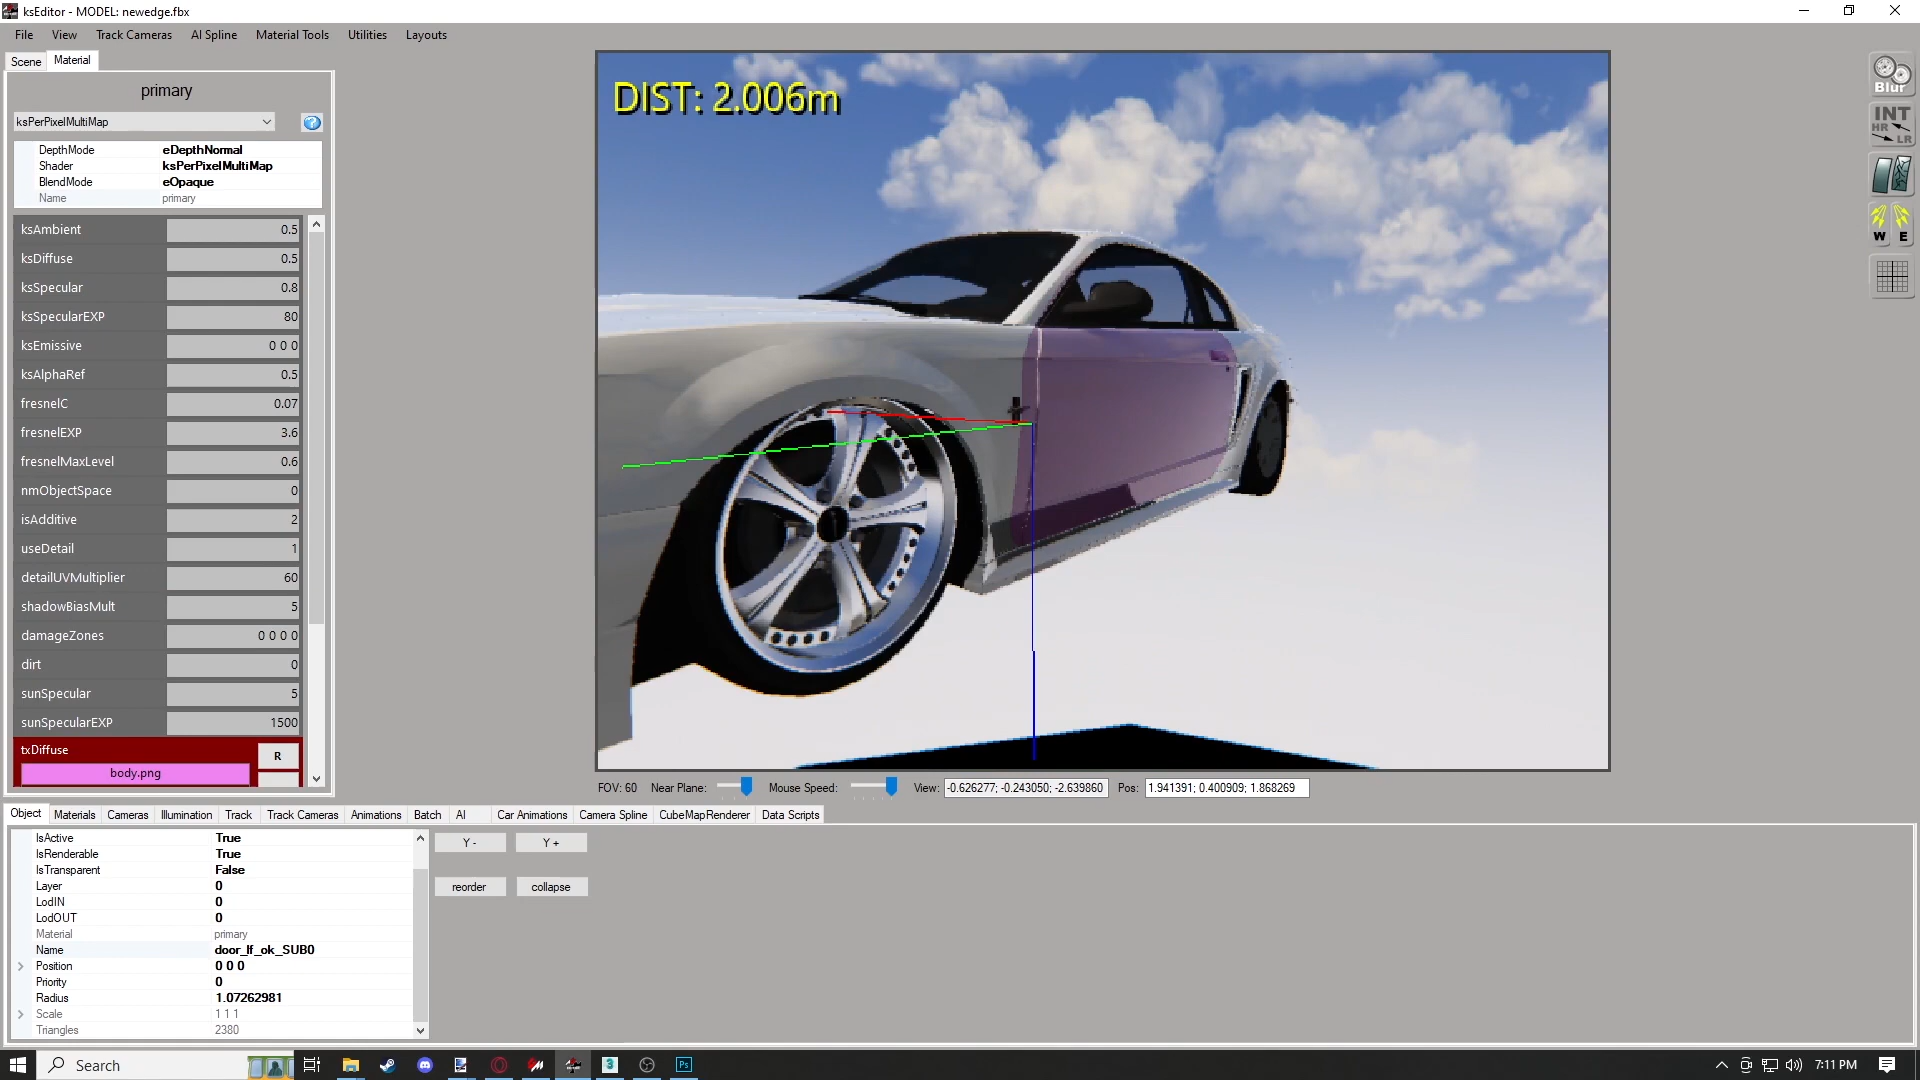 ksEditor - MODEL: newedge.fbx
File View Track Cameras AI Spline Material Tools Utilities Layouts
Scene Material
primary
ksPerPixelMultiMap
DepthMode eDepthNormal
Shader ksPerPixelMultiMap
BlendMode eOpaque
Name primary
ksAmbient 0.5
ksDiffuse 0.5
ksSpecular 0.8
ksSpecularEXP 80
ksEmissive 0 0 0
ksAlphaRef 0.5
fresnelC 0.07
fresnelEXP 3.6
fresnelMaxLevel 0.6
nmObjectSpace 0
isAdditive 2
useDetail 1
detailUVMultiplier 60
shadowBiasMult 5
damageZones 0 0 0 0
dirt 0
sunSpecular 5
sunSpecularEXP 1500
txDiffuse R
body.png
DIST: 2.006m
Blur
INT
HR
LR
W E
FOV: 60 Near Plane: Mouse Speed: View: -0.626277; -0.243050; -2.639860 Pos: 1.941391; 0.400909; 1.868269
Object Materials Cameras Illumination Track Track Cameras Animations Batch AI Car Animations Camera Spline CubeMapRenderer Data Scripts
IsActive True
IsRenderable True
IsTransparent False
Layer 0
LodIN 0
LodOUT 0
Material primary
Name door_lf_ok_SUB0
Position 0 0 0
Priority 0
Radius 1.07262981
Scale 1 1 1
Triangles 2380
Y - Y +
reorder collapse
Search
3
Ps
7:11 PM